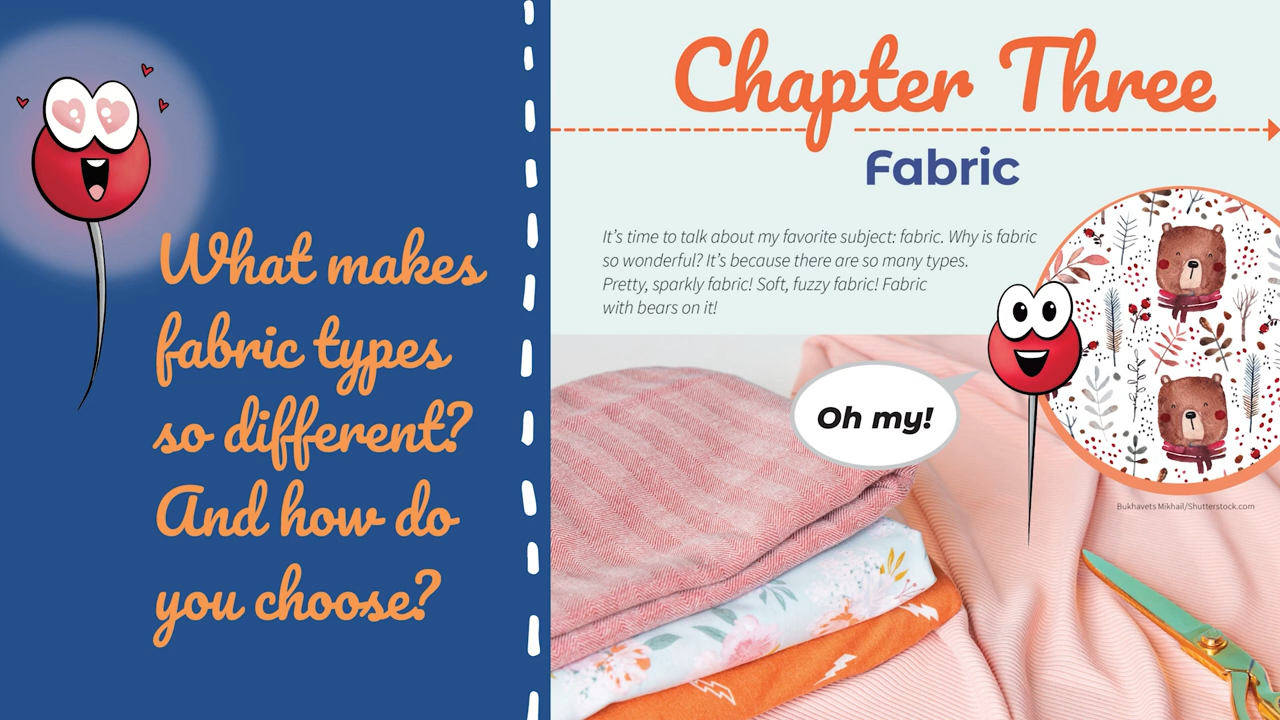 What makes
fabric types
so different?
And how do
you choose?
Chapter Three
Fabric
It's time to talk about my favorite subject: fabric. Why is fabric
so wonderful? It's because there are so many types.
Pretty, sparkly fabric! Soft, fuzzy fabric! Fabric
with bears on it!
Oh my!
Bukhavets Mikhail/Shutterstock.com